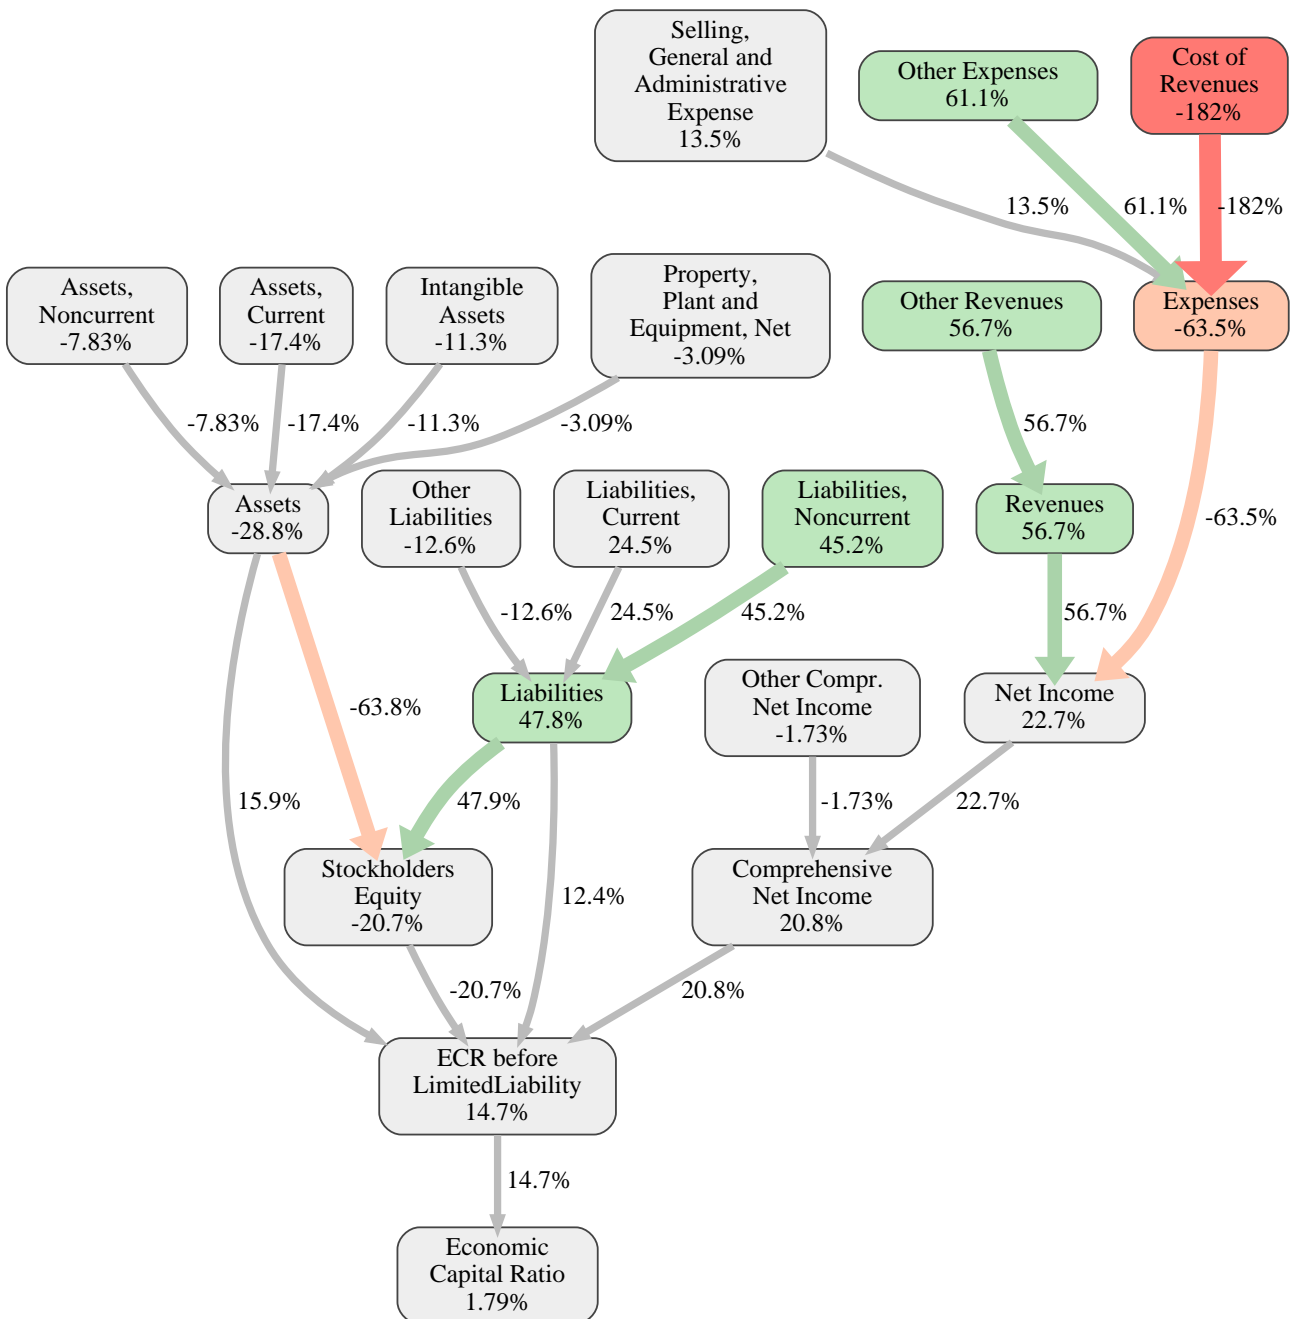 Selling,
General and
Administrative
Expense
13.5%
Other Expenses
61.1%
Cost of
Revenues
-182%
13.5%
61.1%
-182%
Assets,
Noncurrent
-7.83%
Assets,
Current
-17.4%
Intangible
Assets
-11.3%
Property,
Plant and
Equipment, Net
-3.09%
Other Revenues
56.7%
Expenses
-63.5%
-7.83%
-17.4%
-11.3%
-3.09%
56.7%
-63.5%
Assets
-28.8%
Other
Liabilities
-12.6%
Liabilities,
Current
24.5%
Liabilities,
Noncurrent
45.2%
Revenues
56.7%
-12.6%
24.5%
45.2%
56.7%
-63.8%
Liabilities
47.8%
Other Compr.
Net Income
-1.73%
Net Income
22.7%
15.9%
47.9%
-1.73%
22.7%
Stockholders
Equity
-20.7%
12.4%
Comprehensive
Net Income
20.8%
-20.7%
20.8%
ECR before
LimitedLiability
14.7%
14.7%
Economic
Capital Ratio
1.79%